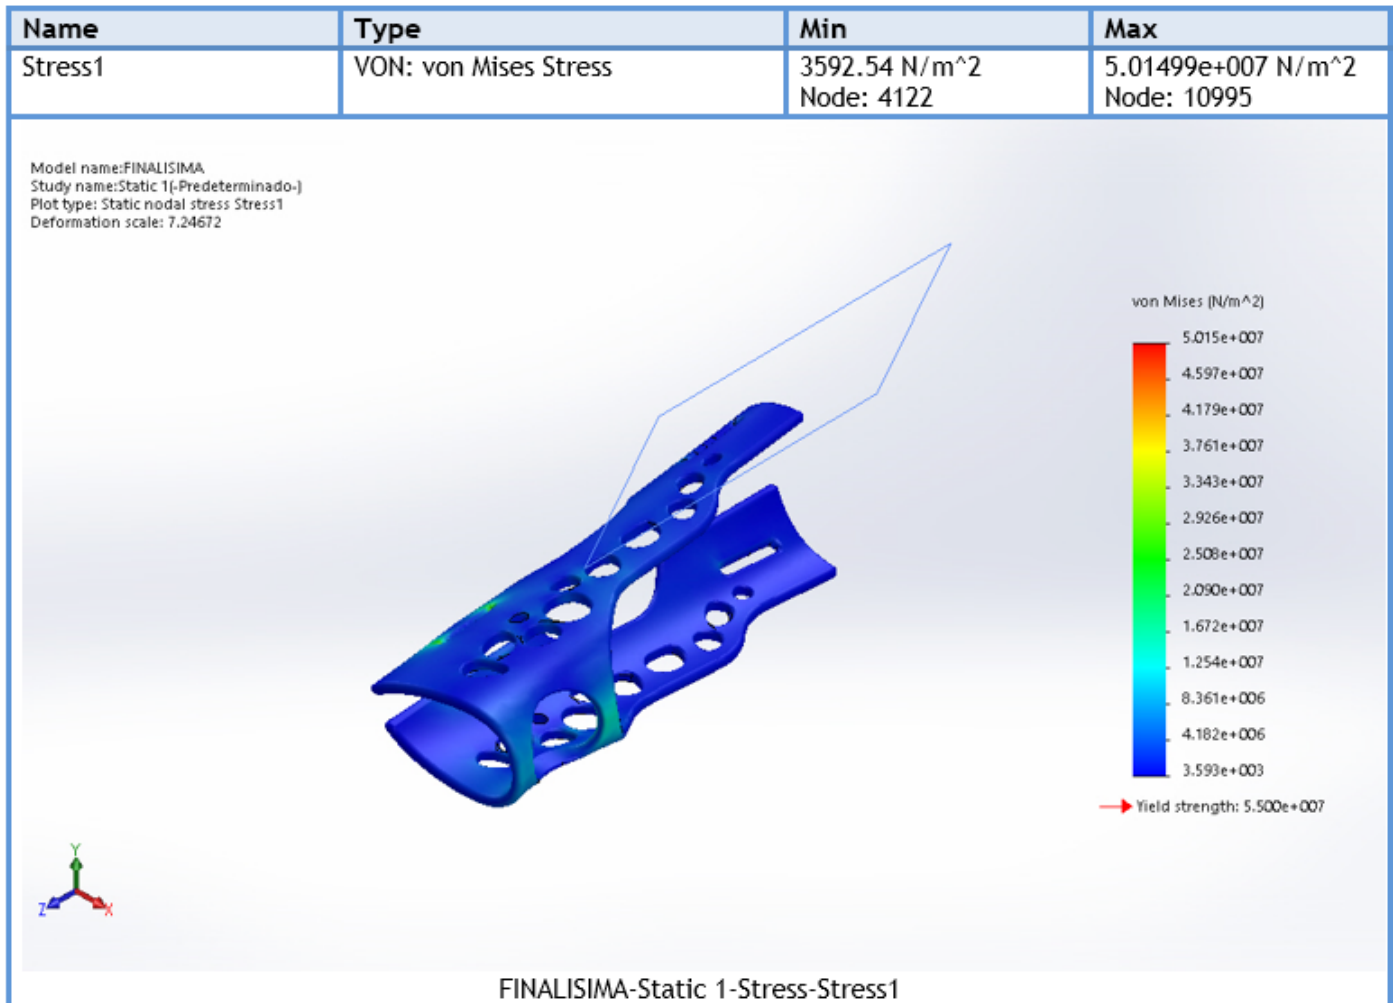 Name Type Min Max
Stress1 VON: von Mises Stress 3592.54 N/m^2 5.01499e+007 N/m^2
Node: 4122 Node: 10995
Model name:FINALISIMA
Study name:Static 1(-Predeterminado-)
Plot type: Static nodal stress Stress1
Deformation scale: 7.24672
von Mises (N/m^2)
5.015e+007
4.597e+007
4.179e+007
3.761e+007
3.343e+007
2.926e+007
2.508e+007
2.090e+007
1.672e+007
1.254e+007
8.361e+006
4.182e+006
3.593e+003
Yield strength: 5.500e+007
Y
Z X
FINALISIMA-Static 1-Stress-Stress1